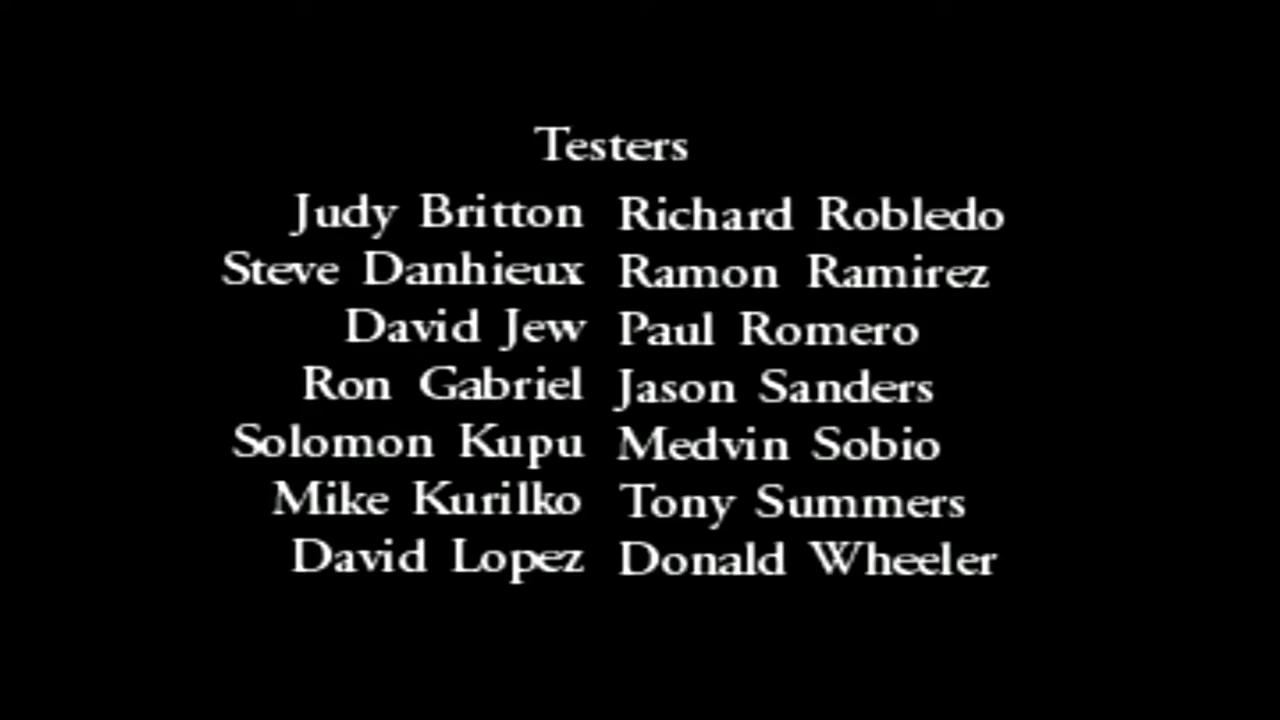 Testers
Judy Britton Richard Robledo
Steve Danhieux Ramon Ramirez
David Jew Paul Romero
Ron Gabriel Jason Sanders
Solomon Kupu Medvin Sobio
Mike Kurilko Tony Summers
David Lopez Donald Wheeler